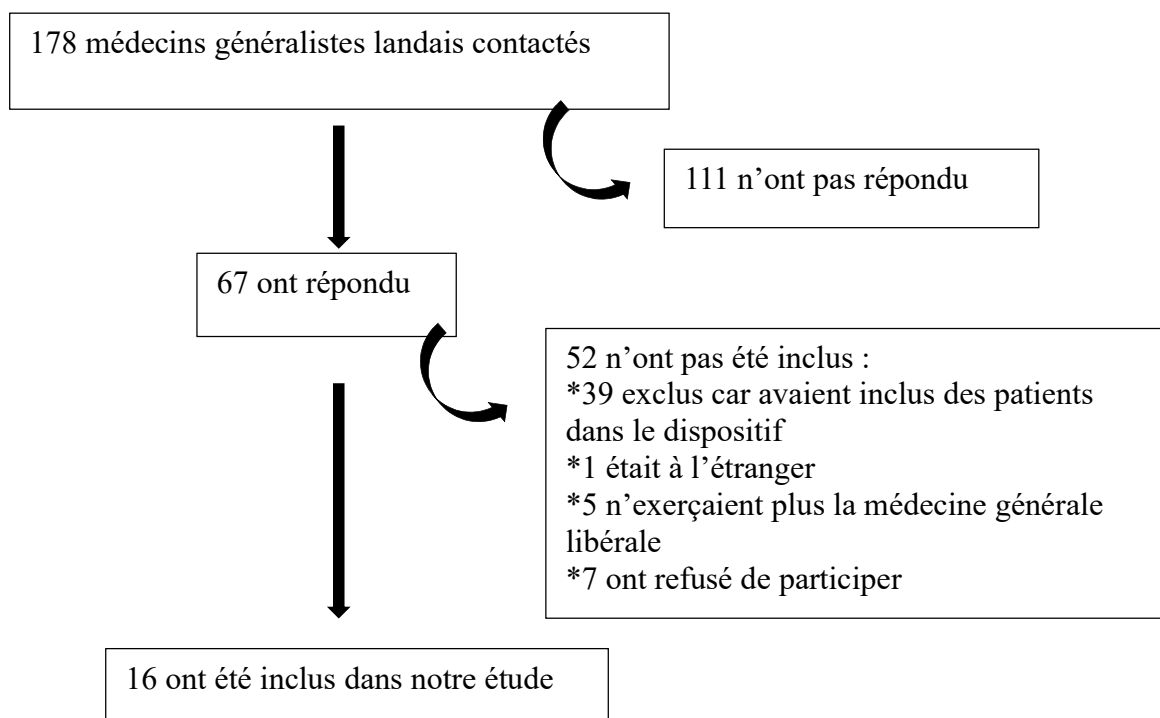 178 médecins généralistes landais contactés
111 n’ont pas répondu
67 ont répondu
52 n’ont pas été inclus :
*39 exclus car avaient inclus des patients
dans le dispositif
*1 était à l’étranger
*5 n’exerçaient plus la médecine générale
libérale
*7 ont refusé de participer
16 ont été inclus dans notre étude